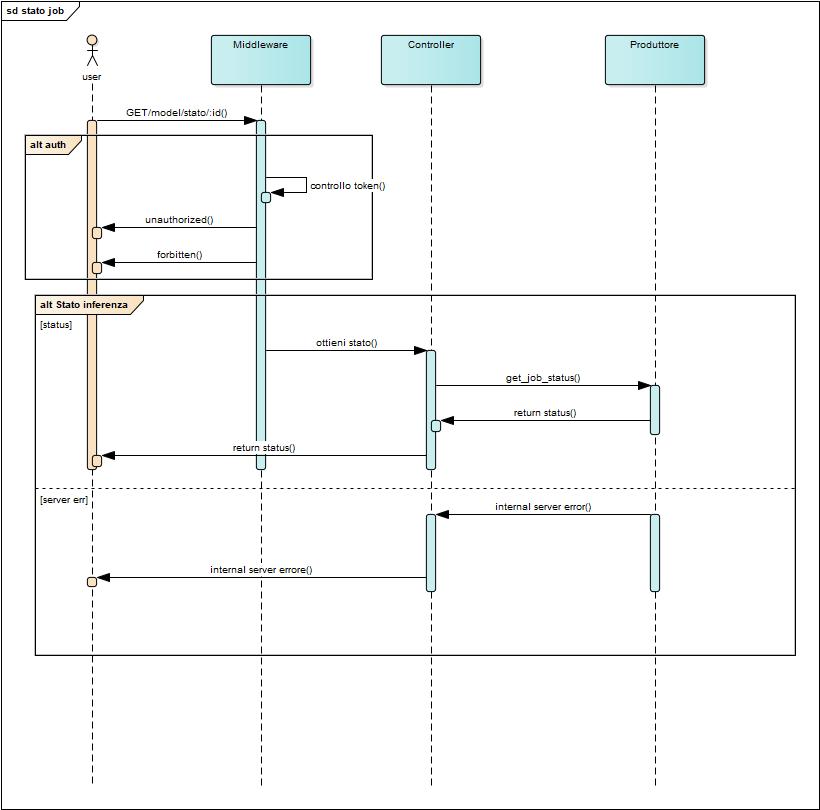 sd stato job
user
Middleware
Controller
Produttore
GET/model/stato/:id()
alt auth
controllo token()
unauthorized()
forbitten()
alt Stato inferenza
[status]
ottieni stato()
get_job_status()
return status()
return status()
[server err]
internal server error()
internal server errore()